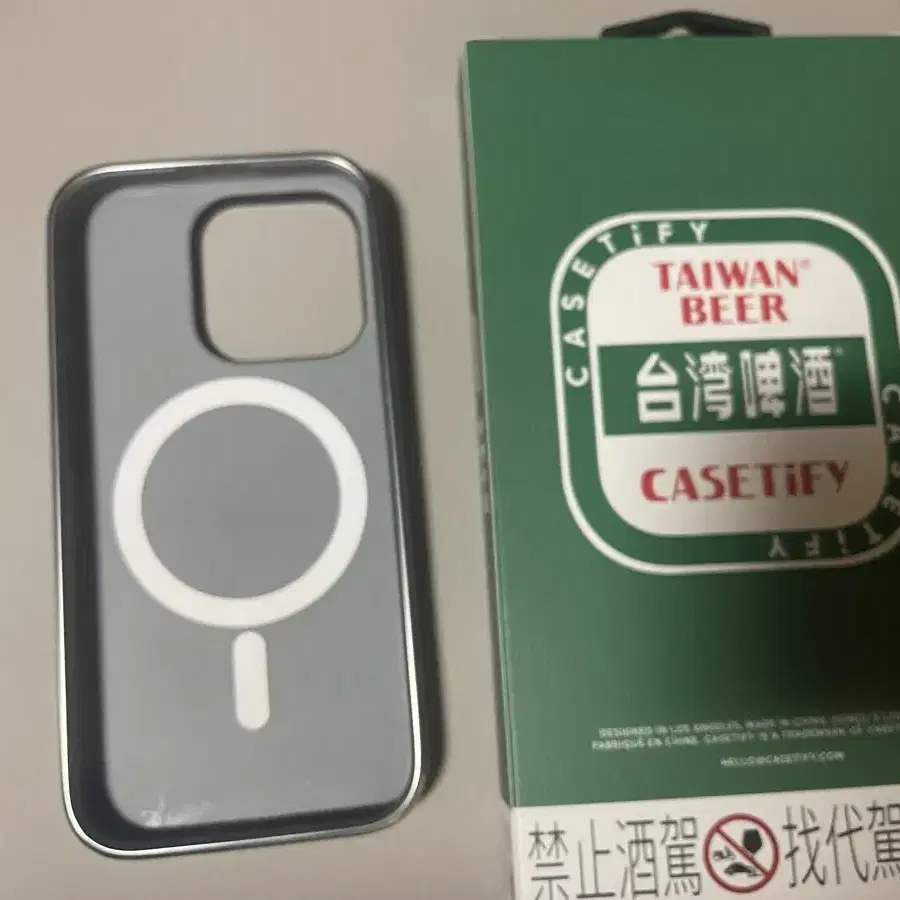 CASETiFY
TAIWAN®
BEER
台湾啤酒
CASETiFY
CASETiFY
DESIGNED IN LOS ANGELES, MADE IN CHINA.
FABRIQUÉ EN CHINE. CASETIFY IS A TRADEMARK OF
HELLO@CASETIFY.COM
禁止酒駕 找代駕